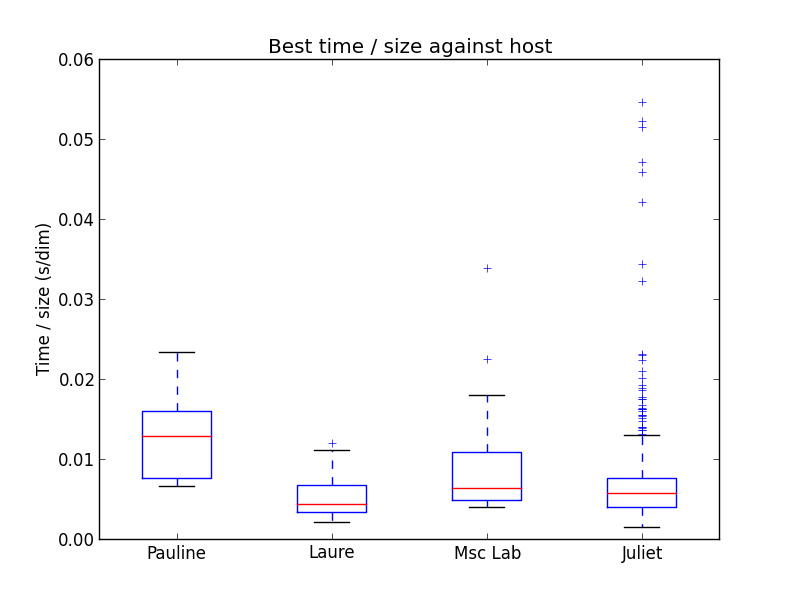 Best time / size against host
0.06
0.05
0.04
0.03
0.02
0.01
0.00
Time / size (s/dim)
Pauline Laure Msc Lab Juliet